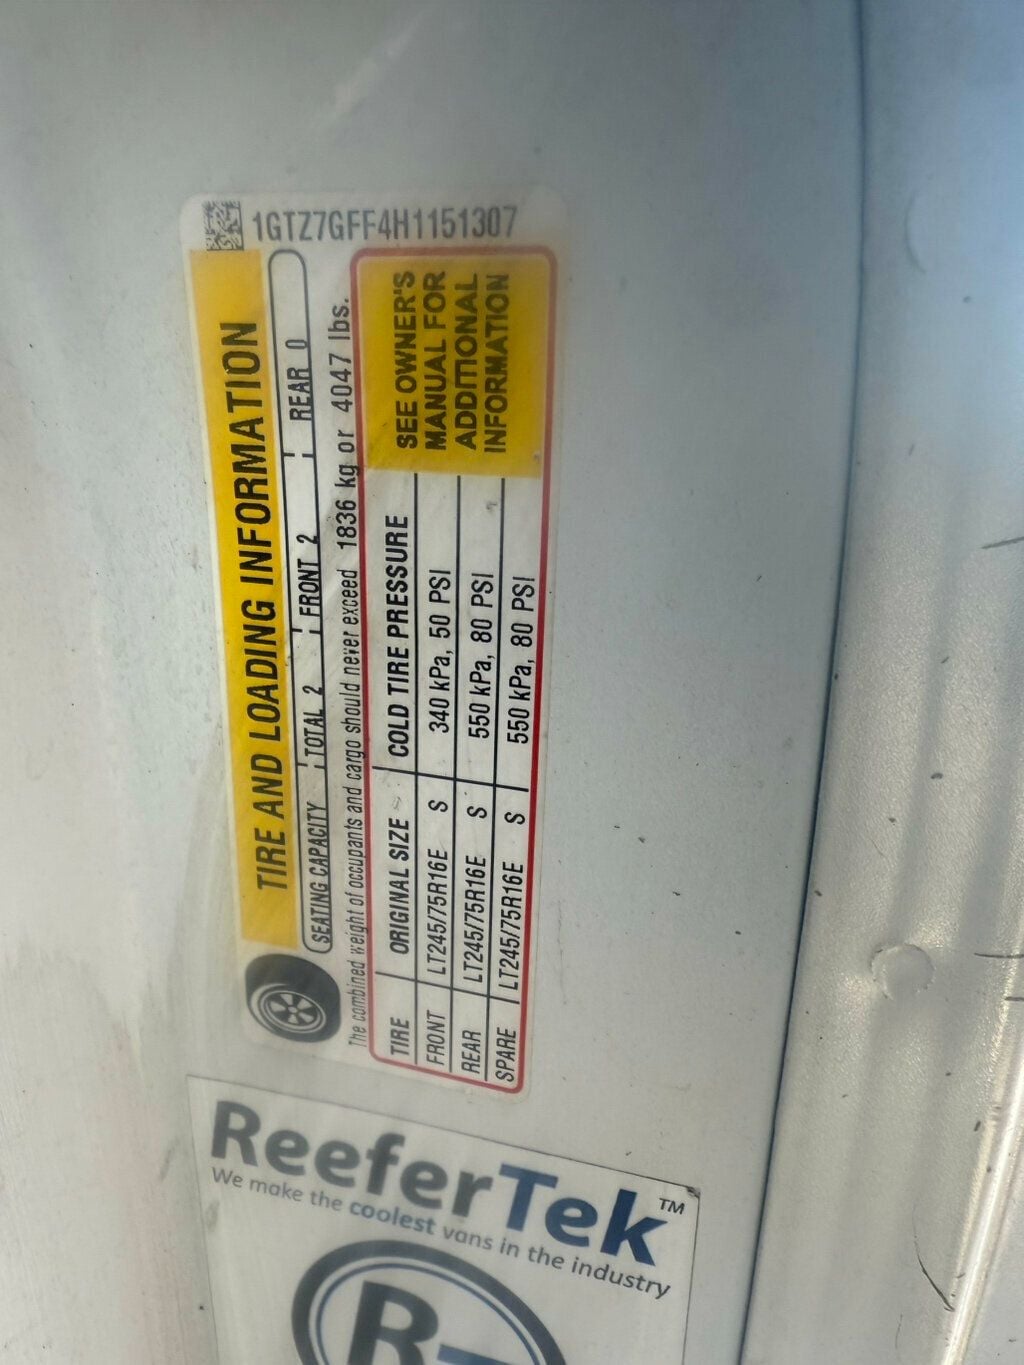 1GTZ7GFF4H1151307
TIRE AND LOADING INFORMATION
SEATING CAPACITY TOTAL 2 FRONT 2 REAR 0
The combined weight of occupants and cargo should never exceed 1836 kg or 4047 lbs.
TIRE ORIGINAL SIZE COLD TIRE PRESSURE
FRONT LT245/75R16E S 340 kPa, 50 PSI
REAR LT245/75R16E S 550 kPa, 80 PSI
SPARE LT245/75R16E S 550 kPa, 80 PSI
SEE OWNER'S
MANUAL FOR
ADDITIONAL
INFORMATION
ReeferTek™
We make the coolest vans in the industry
R